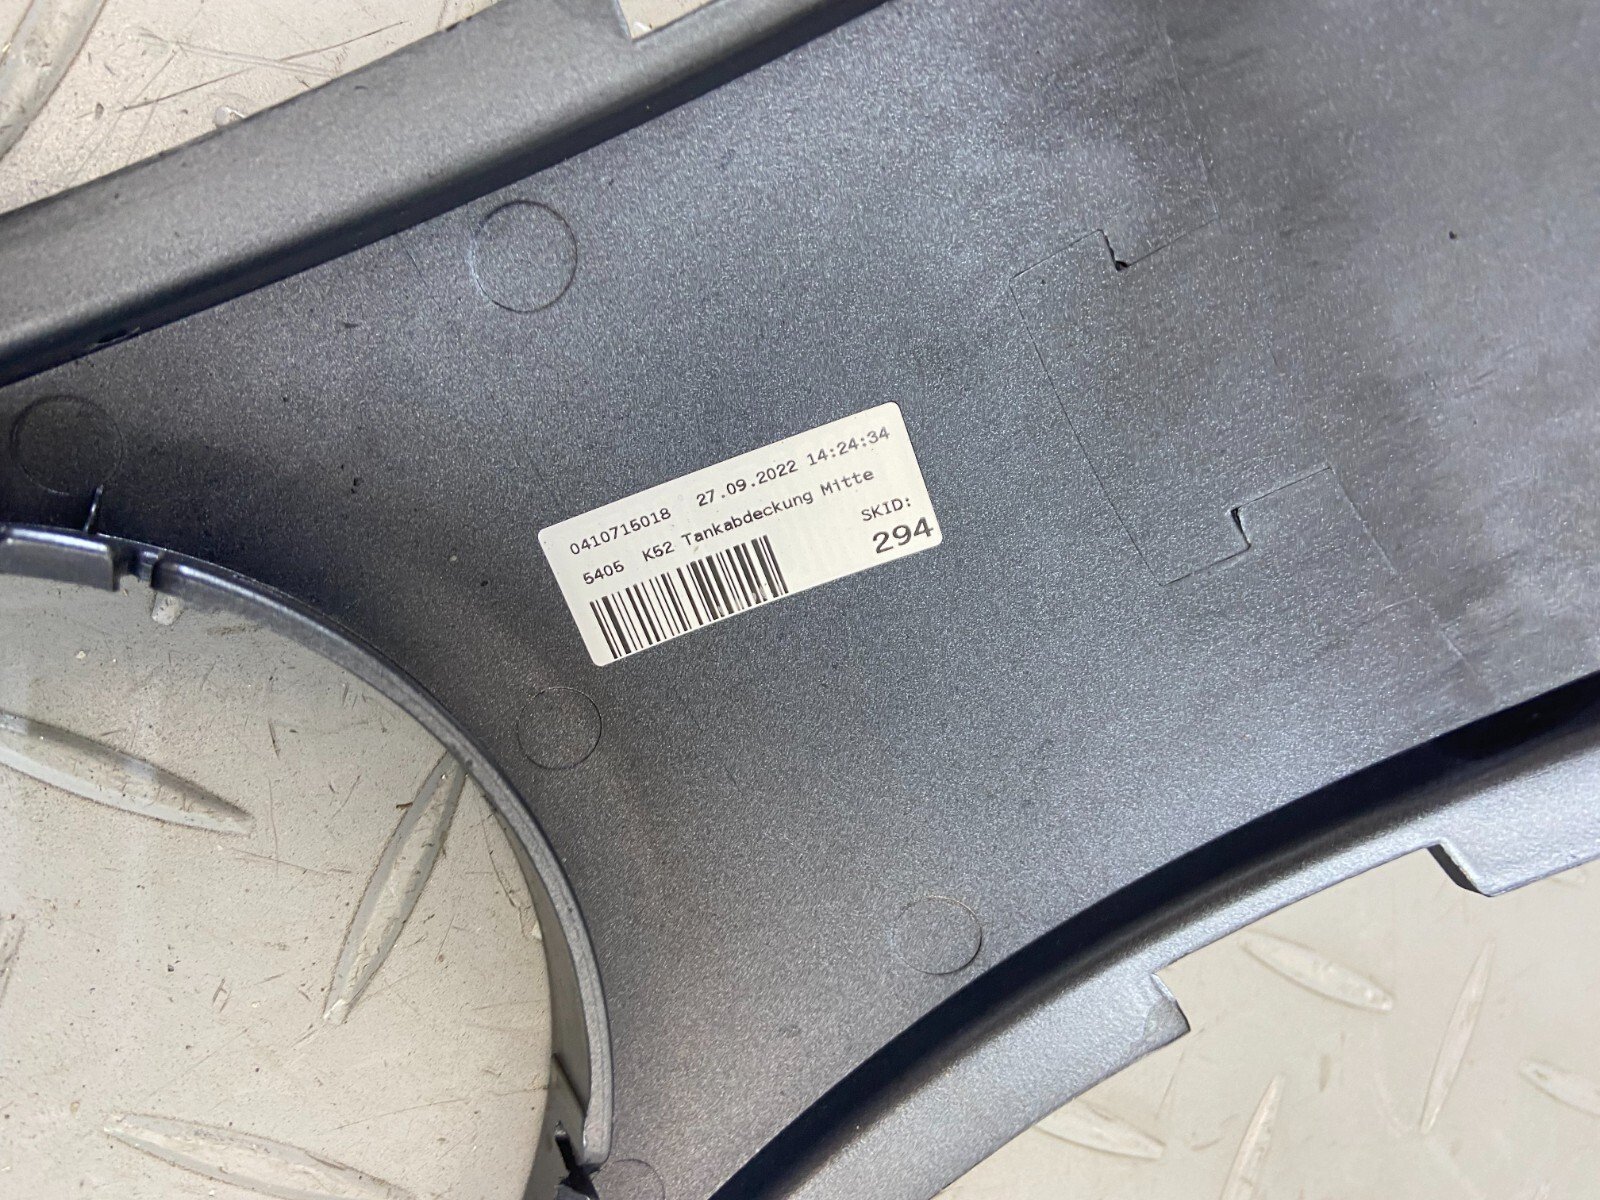 0410715018 27.09.2022 14:24:34
5405 K52 Tankabdeckung Mitte
SKID:
294